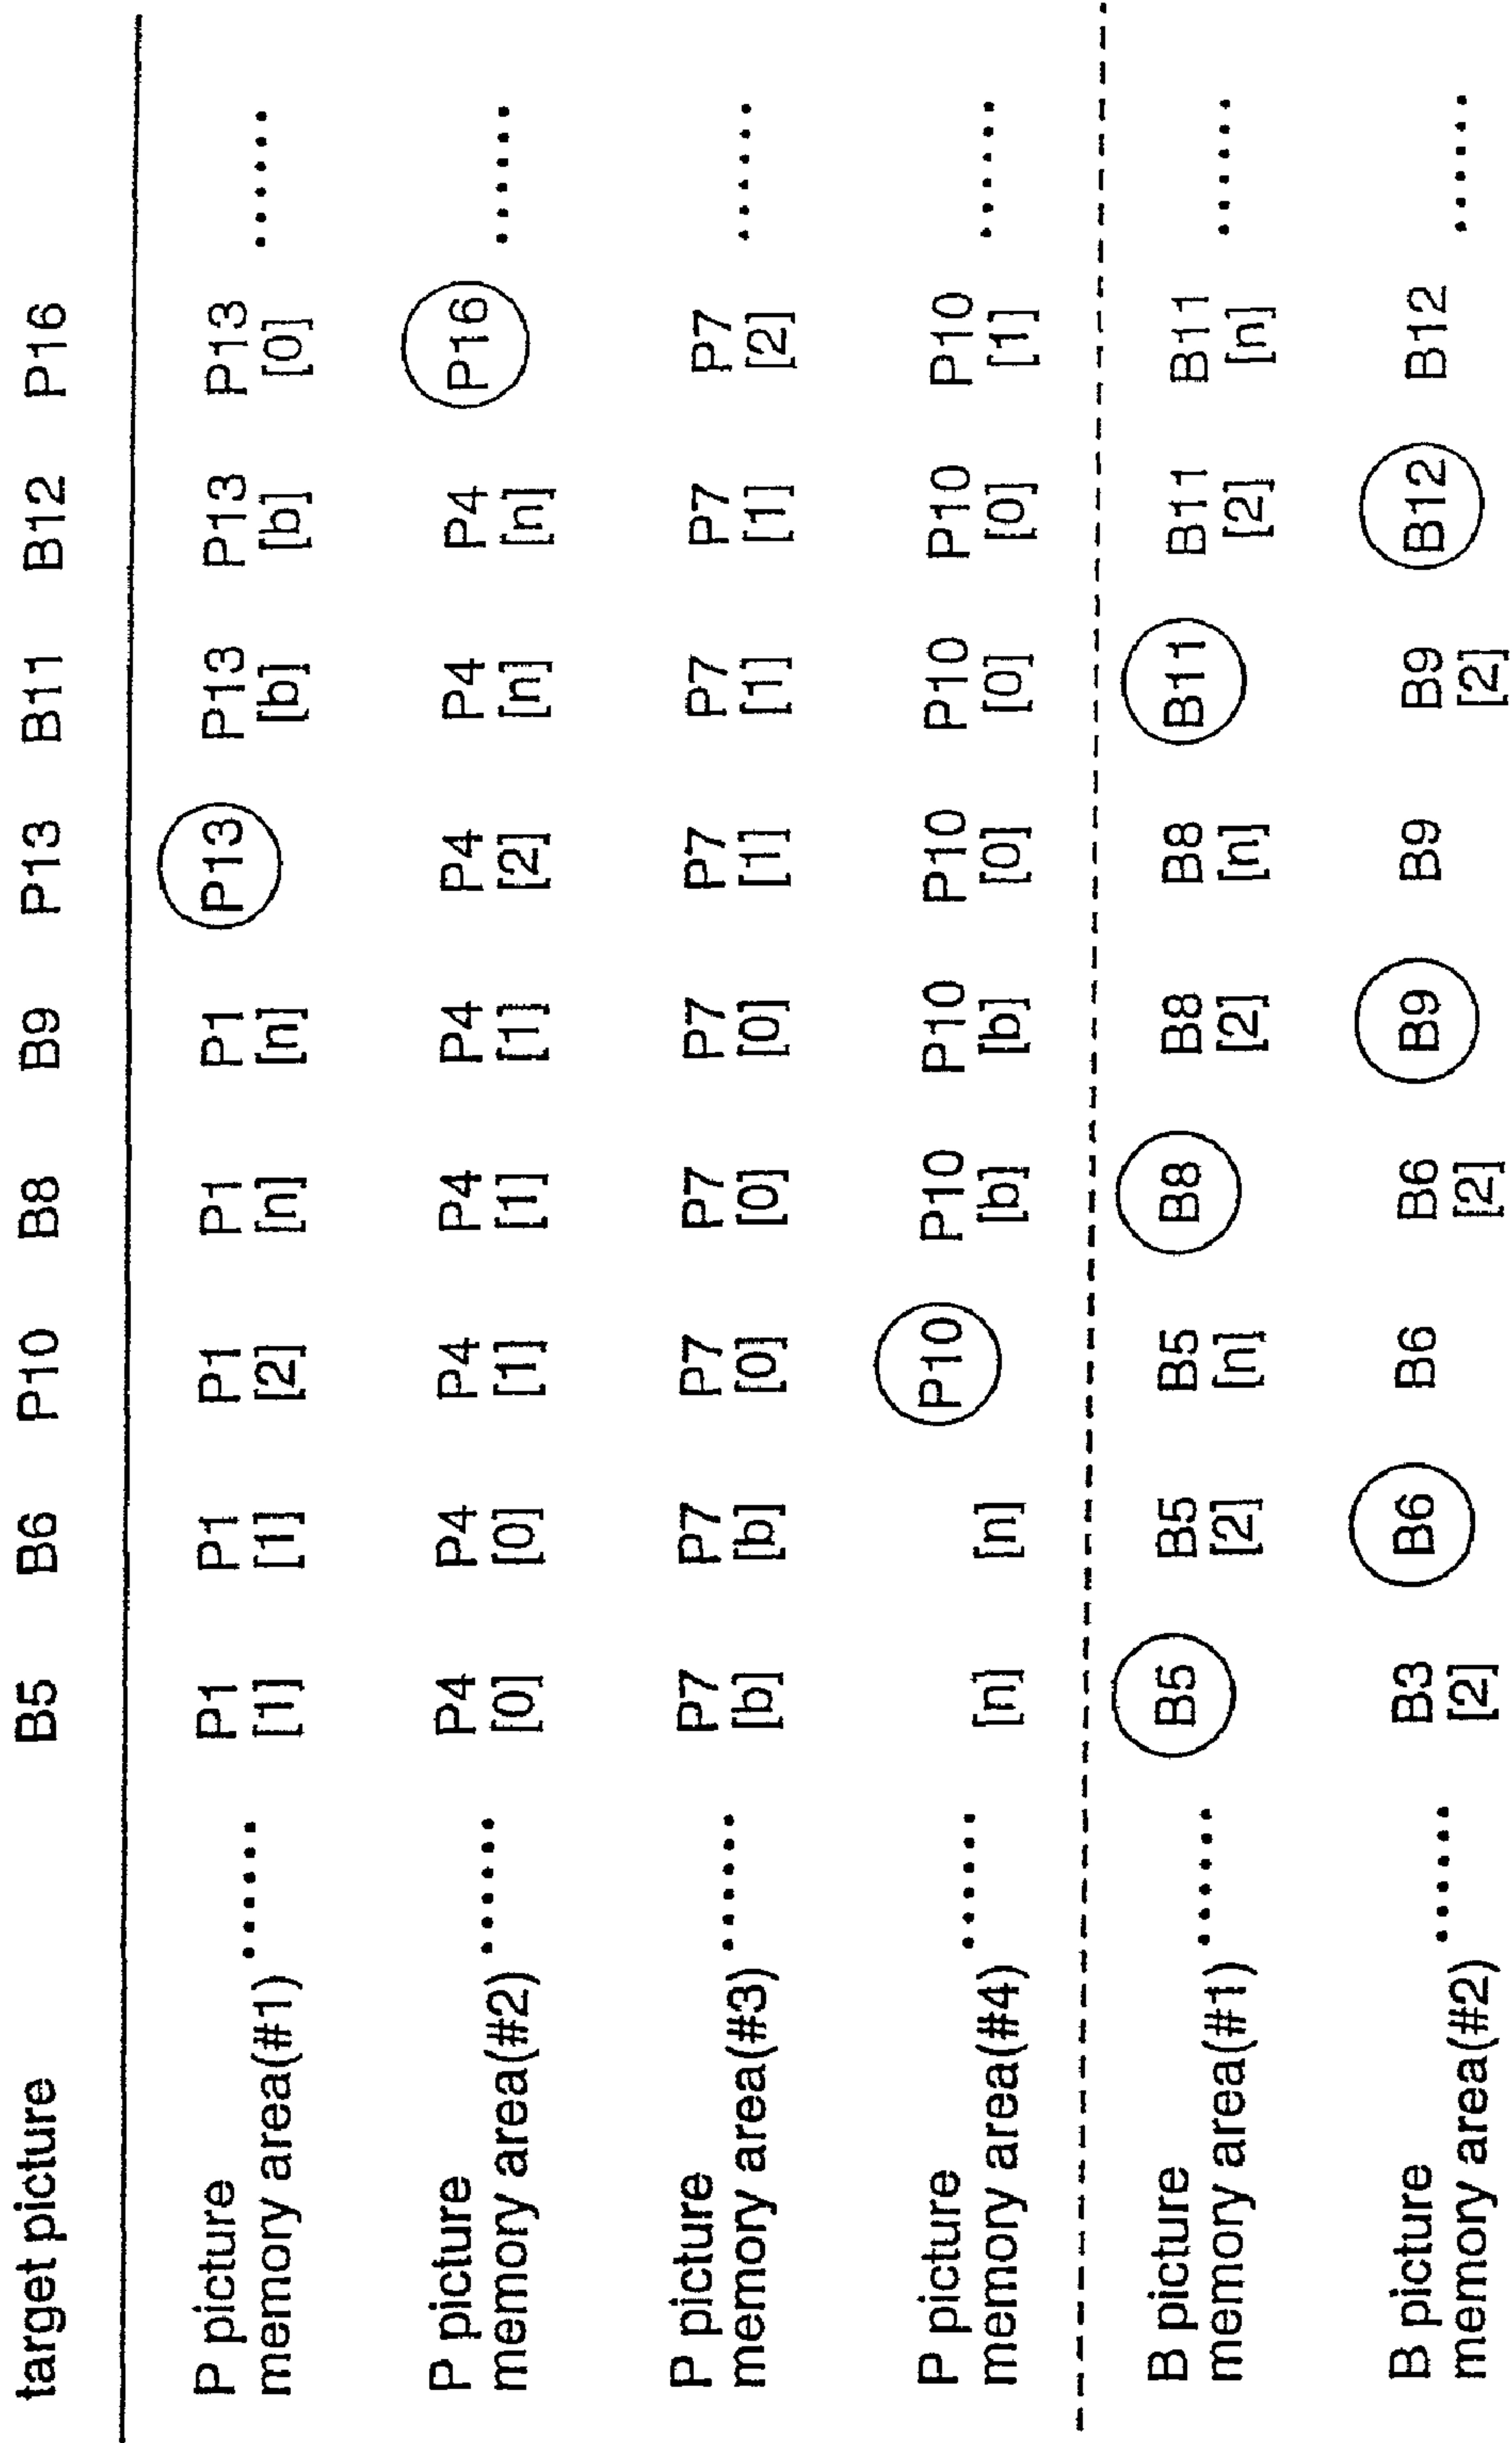 target picture B5 B6 P10 B8 B9 P13 B11 B12 P16
P picture P1 P1 P1 P1 P1 P13 P13 P13 P13
memory area(#1) ...... [1] [1] [2] [n] [n] [b] [b] [0] ......
P picture P4 P4 P4 P4 P4 P4 P4 P4 P16
memory area(#2) ...... [0] [0] [1] [1] [1] [2] [n] [n] ......
P picture P7 P7 P7 P7 P7 P7 P7 P7 P7
memory area(#3) ...... [b] [b] [0] [0] [0] [1] [1] [1] [2] ......
P picture P10 P10 P10 P10 P10 P10 P10
memory area(#4) ...... [n] [n] [b] [b] [0] [0] [0] [1] ......
B picture B5 B5 B5 B8 B8 B8 B11 B11 B11
memory area(#1) ...... [2] [n] [2] [n] [2] [n] ......
B picture B3 B6 B6 B6 B9 B9 B9 B12 B12
memory area(#2) ...... [2] [2] [2] ......